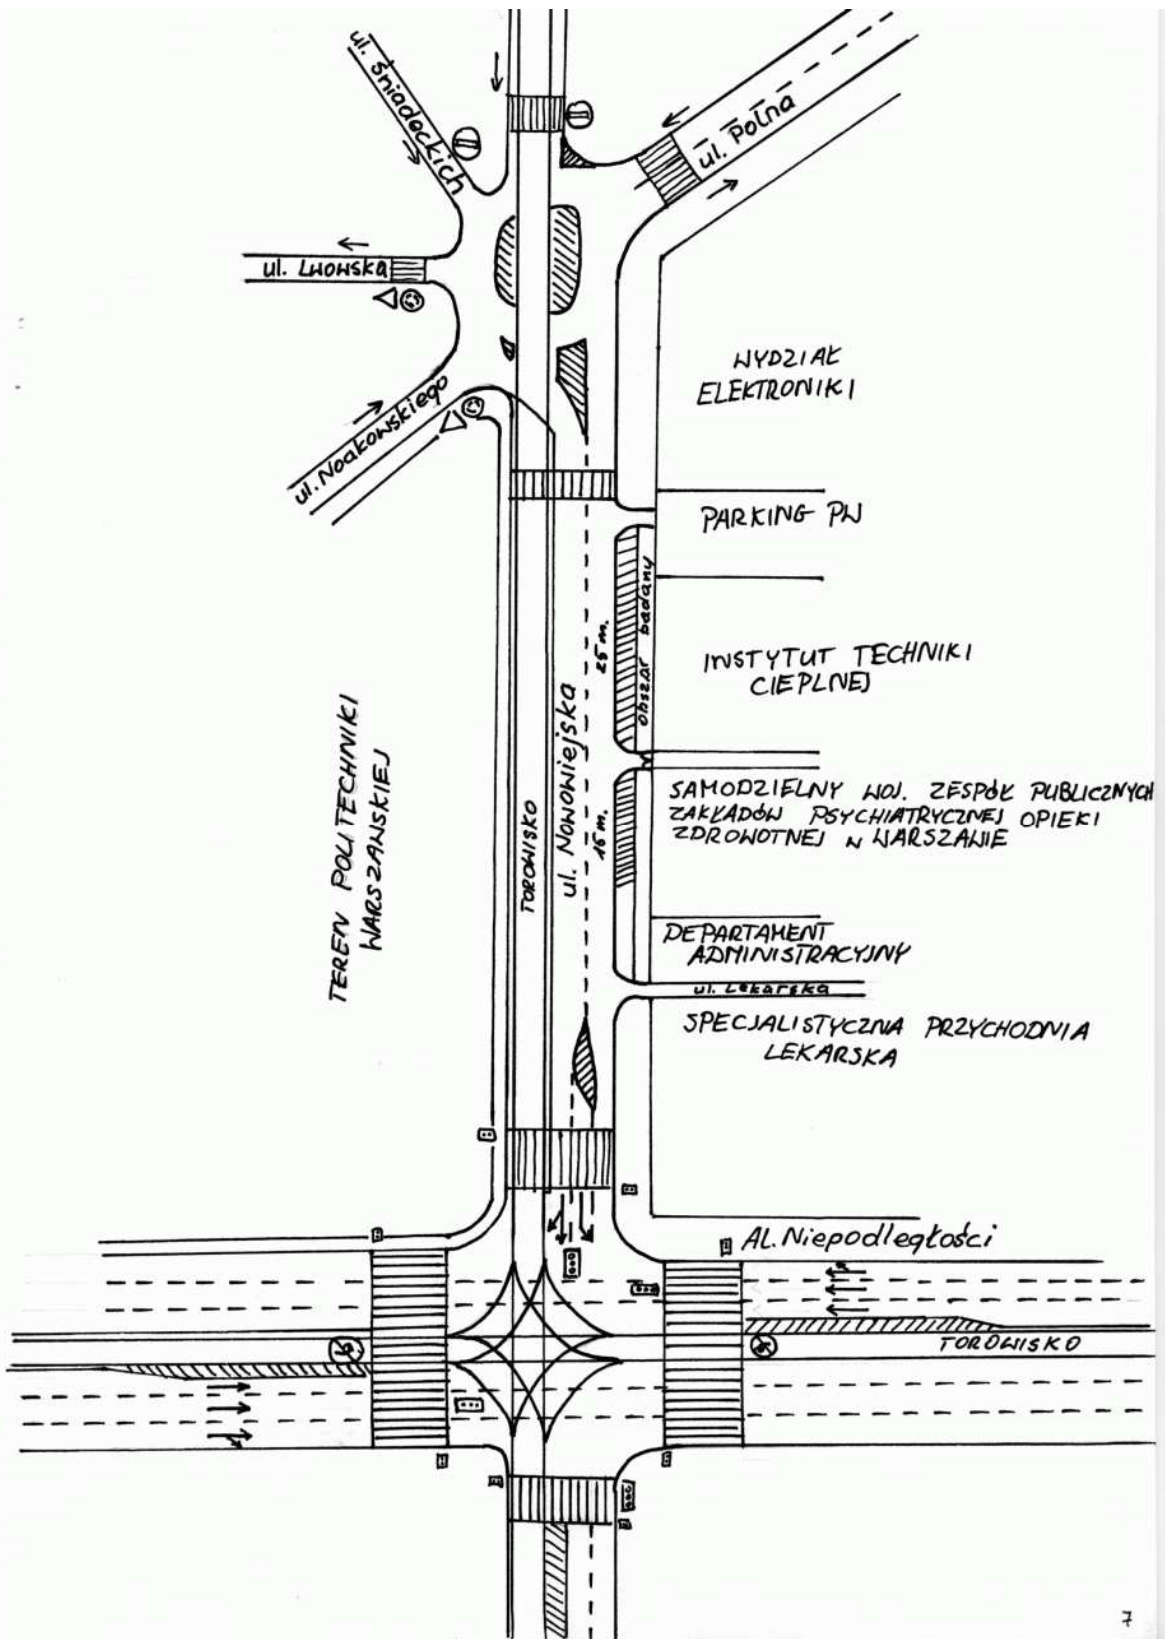 ul. Śniadeckich
ul. Polna
ul. Lwowska
ul. Noakowskiego
WYDZIAŁ
ELEKTRONIKI
PARKING PW
obszar badany
25 m.
INSTYTUT TECHNIKI
CIEPLNEJ
ul. Nowowiejska
TOROWISKO
16 m.
TEREN POLITECHNIKI
WARSZAWSKIEJ
SAMODZIELNY WOJ. ZESPÓŁ PUBLICZNYCH
ZAKŁADÓW PSYCHIATRYCZNEJ OPIEKI
ZDROWOTNEJ W WARSZAWIE
DEPARTAMENT
ADMINISTRACYJNY
ul. Lekarska
SPECJALISTYCZNA PRZYCHODNIA
LEKARSKA
AL. Niepodległości
TOROWISKO
7